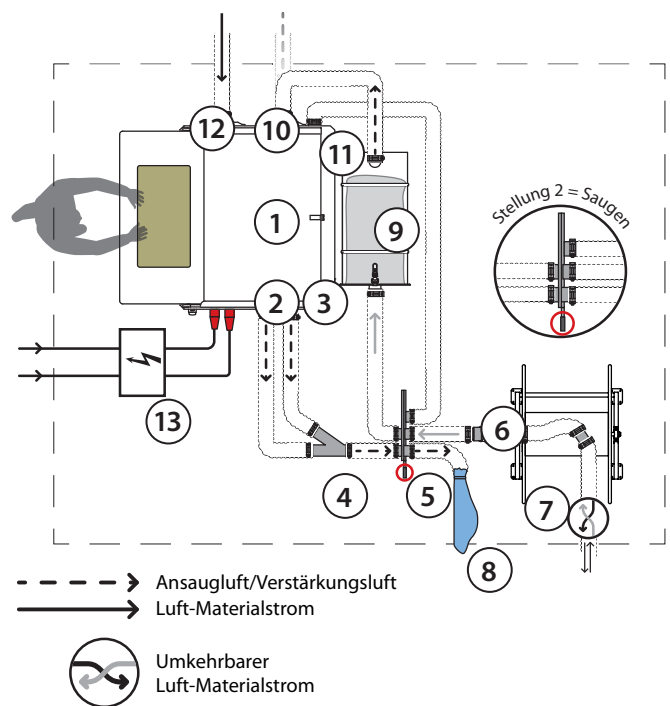 12
10
11
1
9
Stellung 2 = Saugen
2
3
13
6
4
5
7
8
Ansaugluft/Verstärkungsluft
Luft-Materialstrom
Umkehrbarer
Luft-Materialstrom